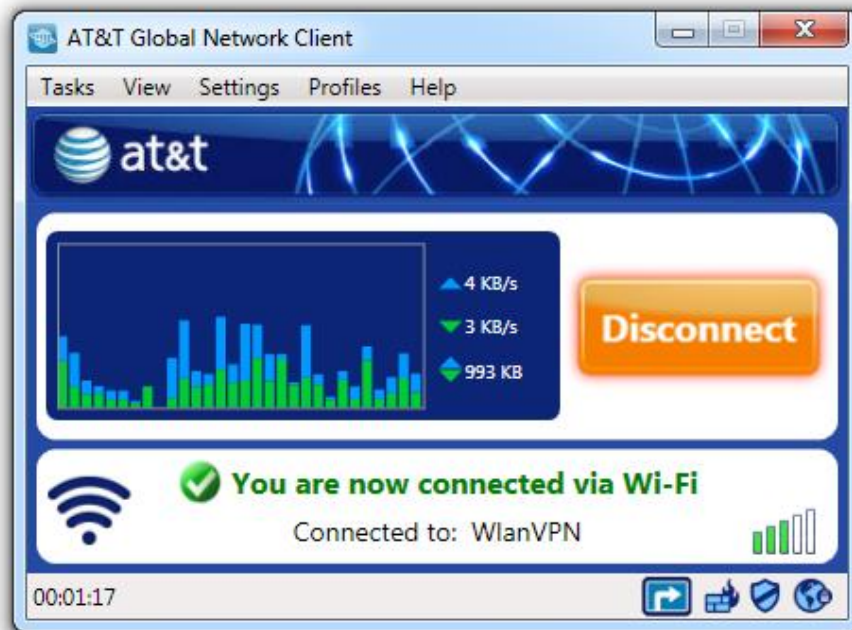 AT&T Global Network Client
Tasks View Settings Profiles Help
at&t
4 KB/s
3 KB/s
993 KB
Disconnect
You are now connected via Wi-Fi
Connected to: WlanVPN
00:01:17